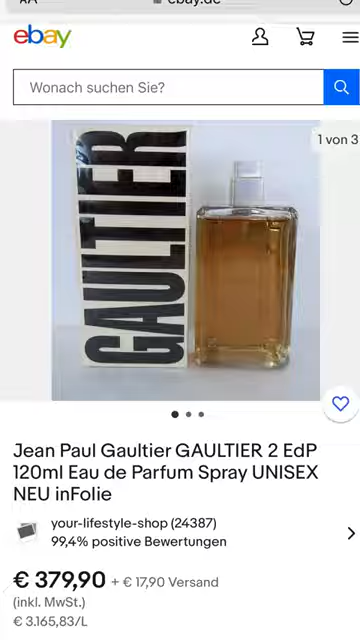 ebay.de
ebay
Wonach suchen Sie?
1 von 3
GAULTIER
Jean Paul Gaultier GAULTIER 2 EdP
120ml Eau de Parfum Spray UNISEX
NEU inFolie
your-lifestyle-shop (24387)
99,4% positive Bewertungen
€ 379,90 + € 17,90 Versand
(inkl. MwSt.)
€ 3.165,83/L